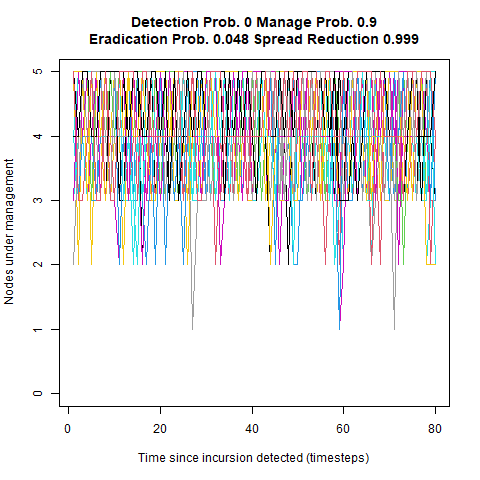 Detection Prob. 0 Manage Prob. 0.9
Eradication Prob. 0.048 Spread Reduction 0.999
Nodes under management
5
4
3
2
1
0
0
20
40
60
80
Time since incursion detected (timesteps)